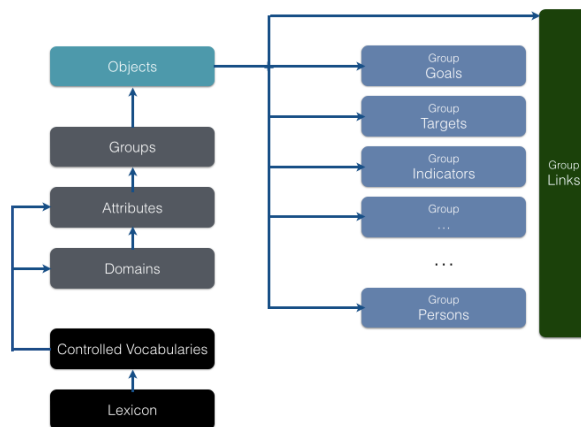 Objects
Groups
Attributes
Domains
Controlled Vocabularies
Lexicon
Group
Goals
Group
Targets
Group
Indicators
Group
...
...
Group
Persons
Group
Links